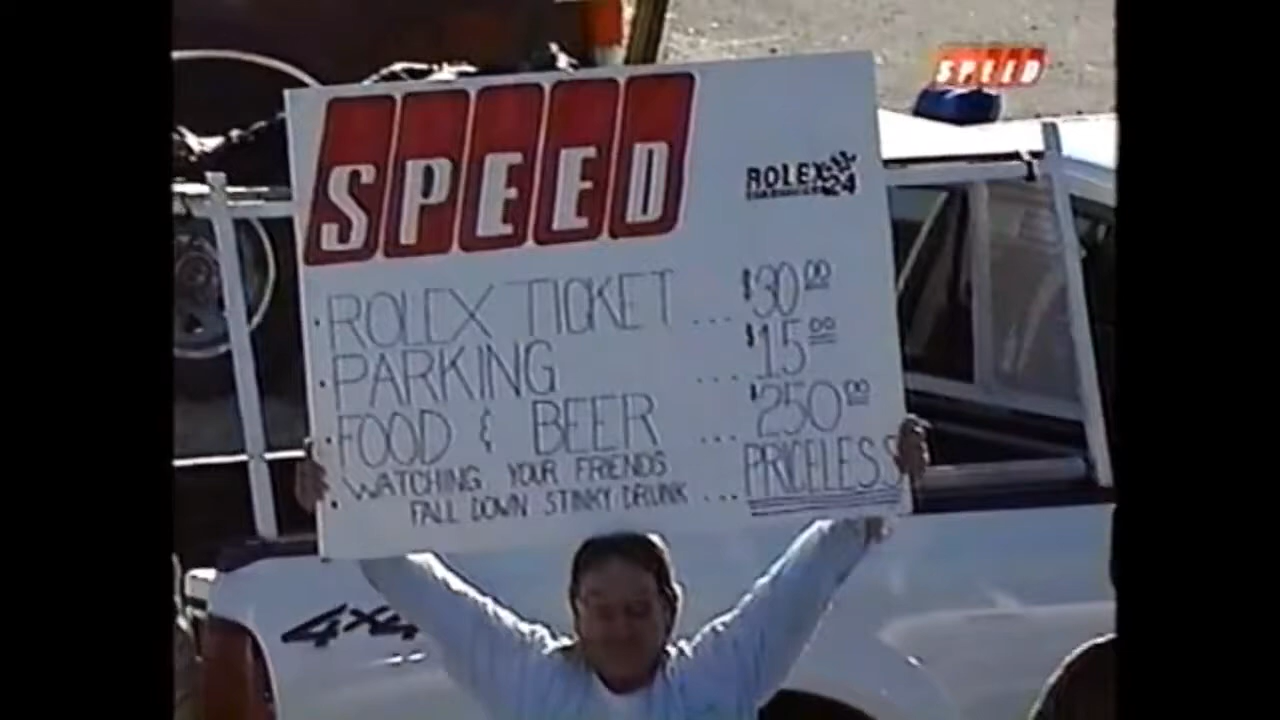 SPEED
SPEED
ROLEX 24
· ROLEX TICKET ... $30.00
· PARKING ... $15.00
· FOOD & BEER ... $250.00
· WATCHING YOUR FRIENDS
FALL DOWN STINKY DRUNK ... PRICELESS
4x4